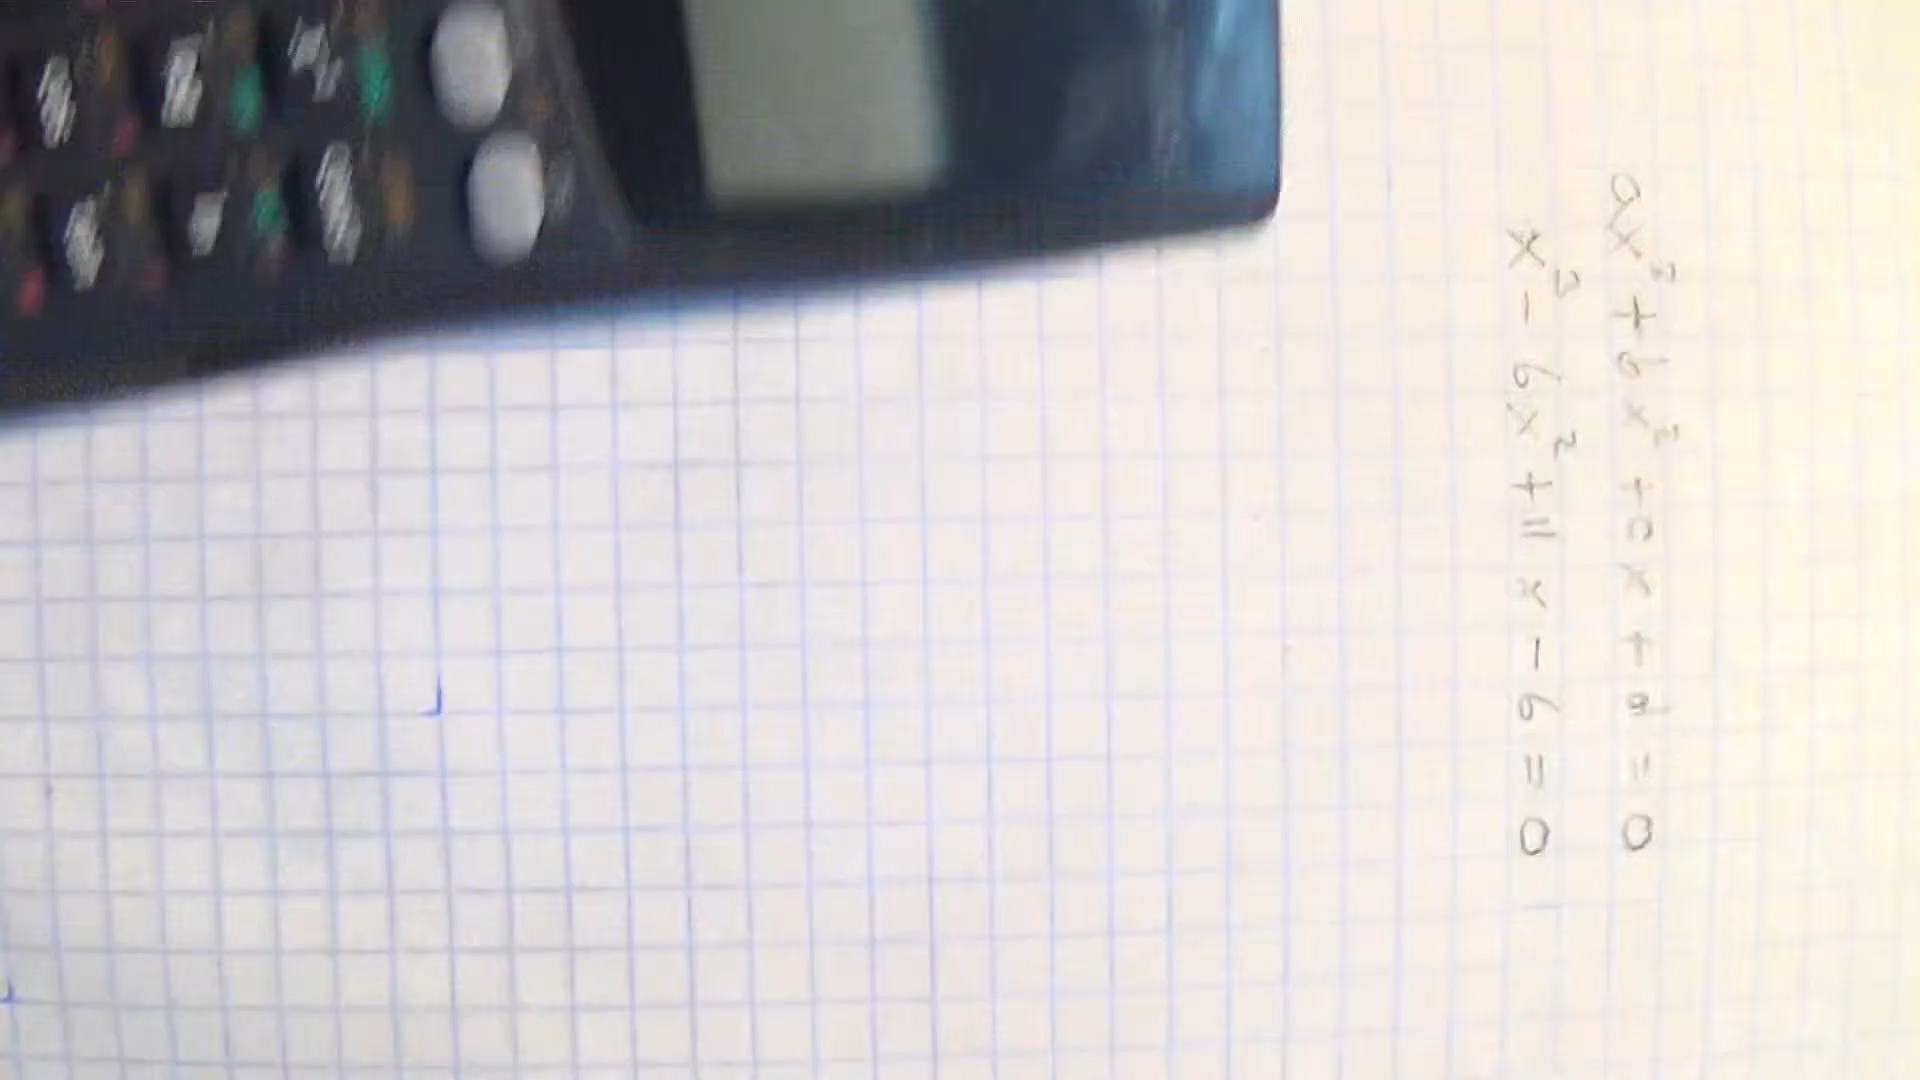 ax³ + bx² + cx + d = 0
x³ - 6x² + 11x - 6 = 0